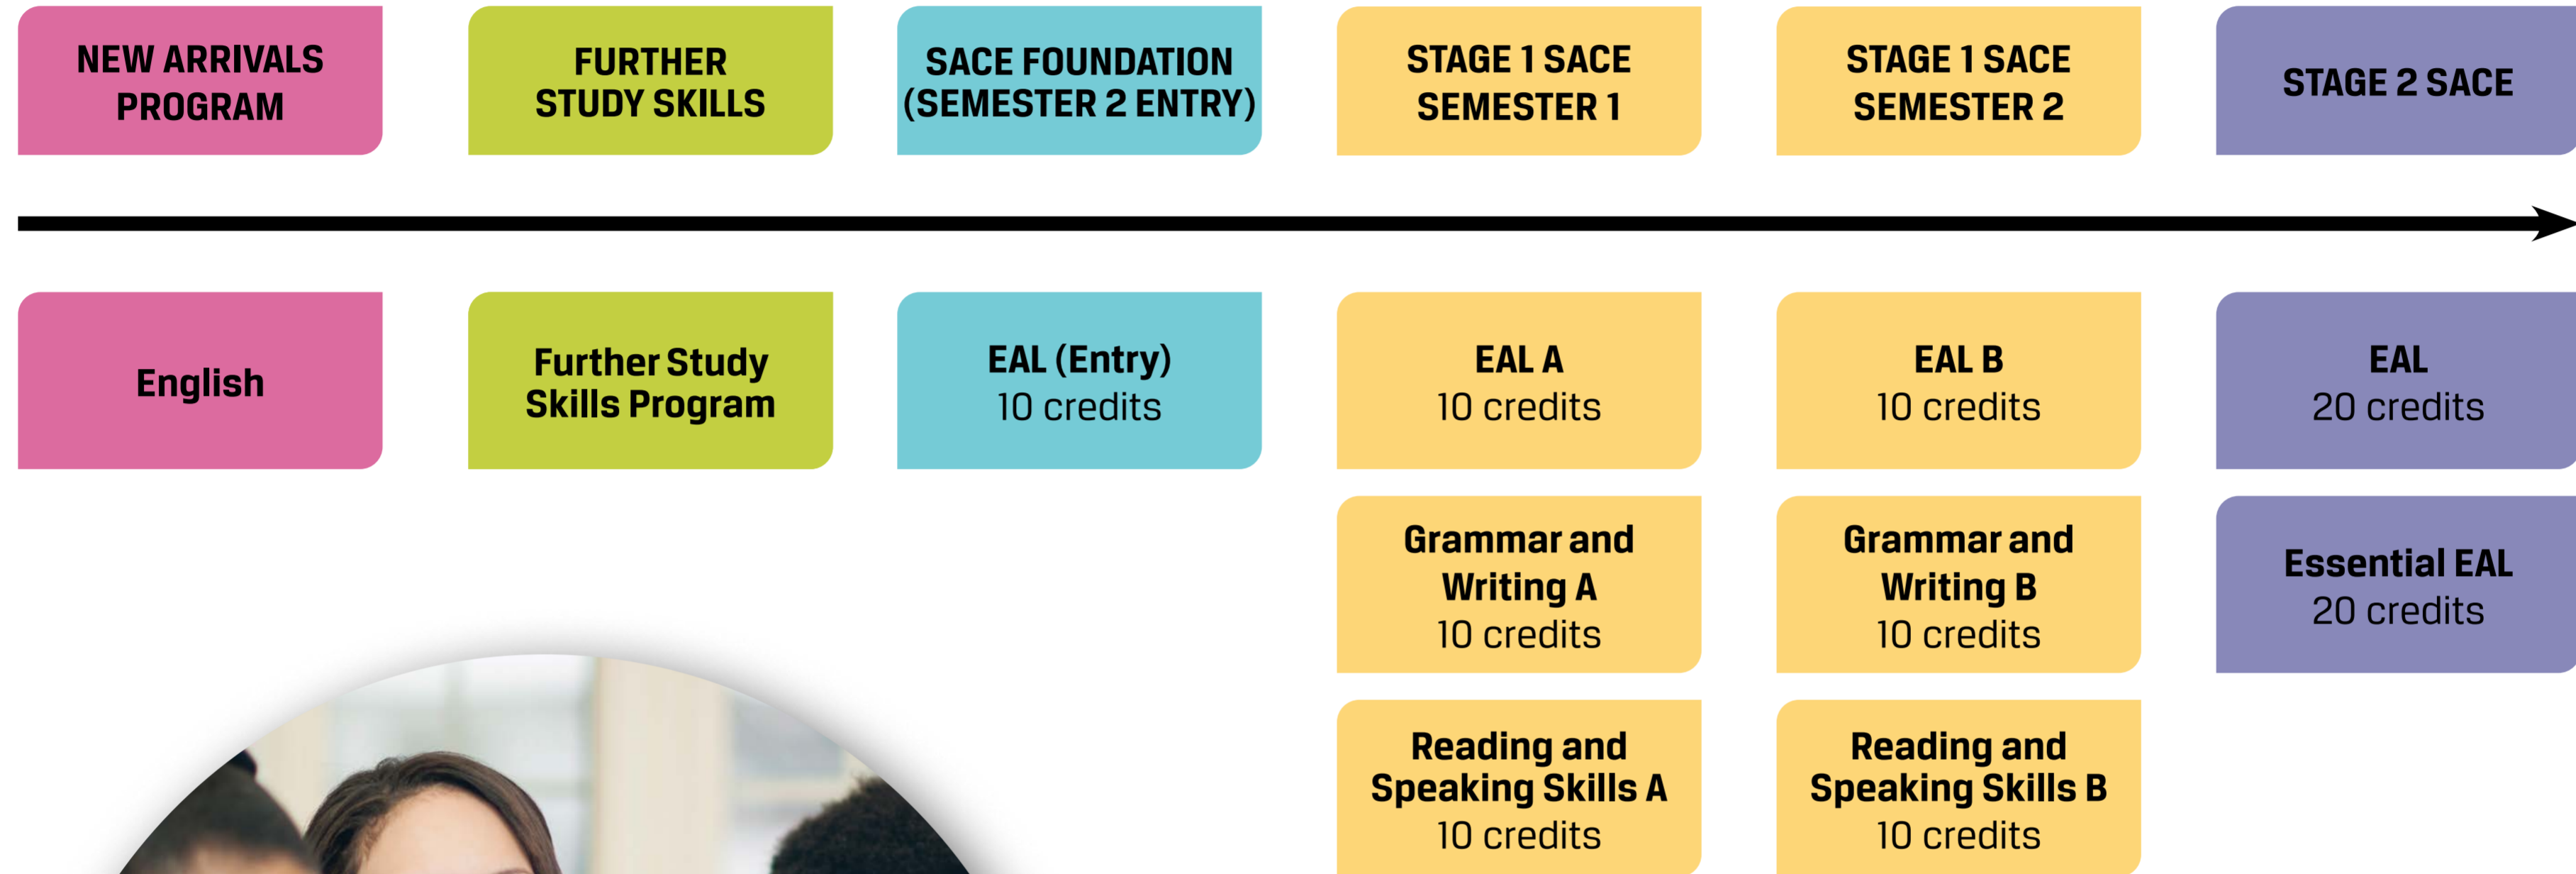 NEW ARRIVALS
PROGRAM
FURTHER
STUDY SKILLS
SACE FOUNDATION
(SEMESTER 2 ENTRY)
STAGE 1 SACE
SEMESTER 1
STAGE 1 SACE
SEMESTER 2
STAGE 2 SACE
English
Further Study
Skills Program
EAL (Entry)
10 credits
EAL A
10 credits
EAL B
10 credits
EAL
20 credits
Grammar and
Writing A
10 credits
Grammar and
Writing B
10 credits
Essential EAL
20 credits
Reading and
Speaking Skills A
10 credits
Reading and
Speaking Skills B
10 credits